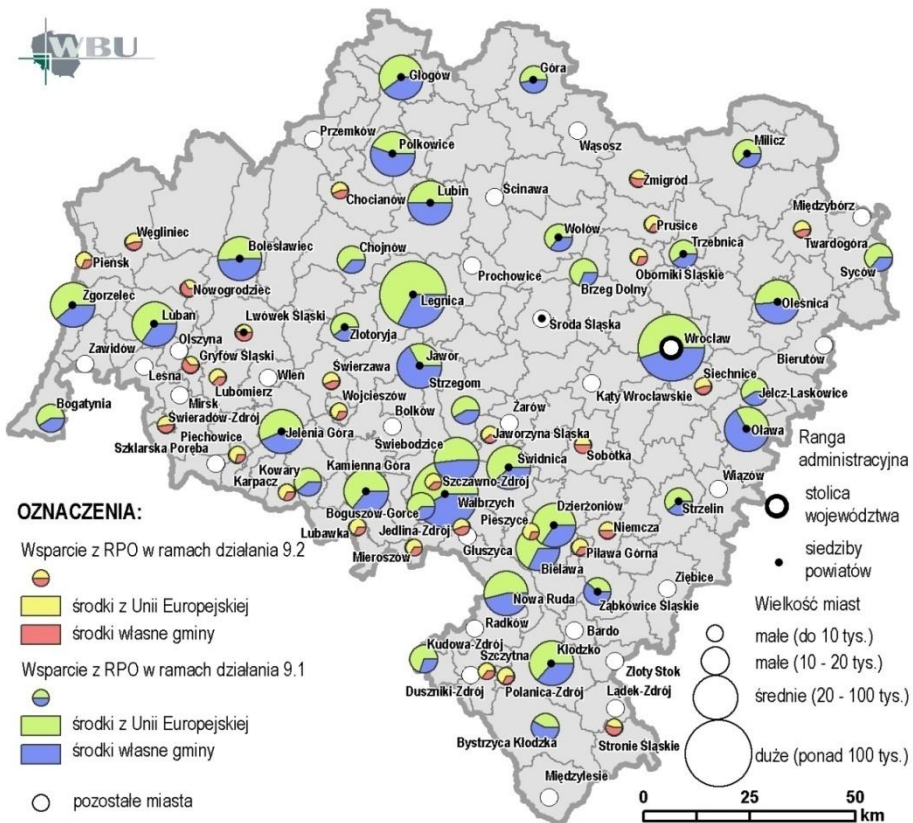 WBU
Głogów
Góra
Przemków
Polkowice
Wąsosz
Milicz
Chocianów
Lubin
Ścinawa
Żmigród
Międzybórz
Twardogóra
Węgliniec
Pieńsk
Bolesławiec
Chojnów
Prochowice
Wołów
Prusice
Trzebnica
Oborniki Śląskie
Syców
Nowogrodziec
Legnica
Brzeg Dolny
Oleśnica
Zgorzelec
Lubań
Lwówek Śląski
Złotoryja
Środa Śląska
Wrocław
Bierutów
Zawidów
Olszyna
Gryfów Śląski
Leśna
Lubomierz
Wleń
Świerzawa
Jawor
Strzegom
Siechnice
Kąty Wrocławskie
Jelcz-Laskowice
Bogatynia
Mirsk
Świeradów-Zdrój
Wojcieszów
Bolków
Żarów
Oława
Piechowice
Szklarska Poręba
Jelenia Góra
Świebodzice
Jaworzyna Śląska
Sobótka
Wiązów
Kowary
Karpacz
Kamienna Góra
Szczawno-Zdrój
Świdnica
Wałbrzych
Strzelin
Boguszów-Gorce
Lubawka
Jedlina-Zdrój
Pieszyce
Dzierżoniów
Niemcza
Mieroszów
Głuszyca
Piława Górna
Bielawa
Ziębice
Nowa Ruda
Ząbkowice Śląskie
Radków
Bardo
Kudowa-Zdrój
Szczytna
Kłodzko
Złoty Stok
Duszniki-Zdrój
Polanica-Zdrój
Lądek-Zdrój
Bystrzyca Kłodzka
Stronie Śląskie
Międzylesie
OZNACZENIA:
Wsparcie z RPO w ramach działania 9.2
środki z Unii Europejskiej
środki własne gminy
Wsparcie z RPO w ramach działania 9.1
środki z Unii Europejskiej
środki własne gminy
pozostałe miasta
Ranga
administracyjna
stolica
województwa
siedziby
powiatów
Wielkość miast
małe (do 10 tys.)
małe (10 - 20 tys.)
średnie (20 - 100 tys.)
duże (ponad 100 tys.)
0 25 50
km